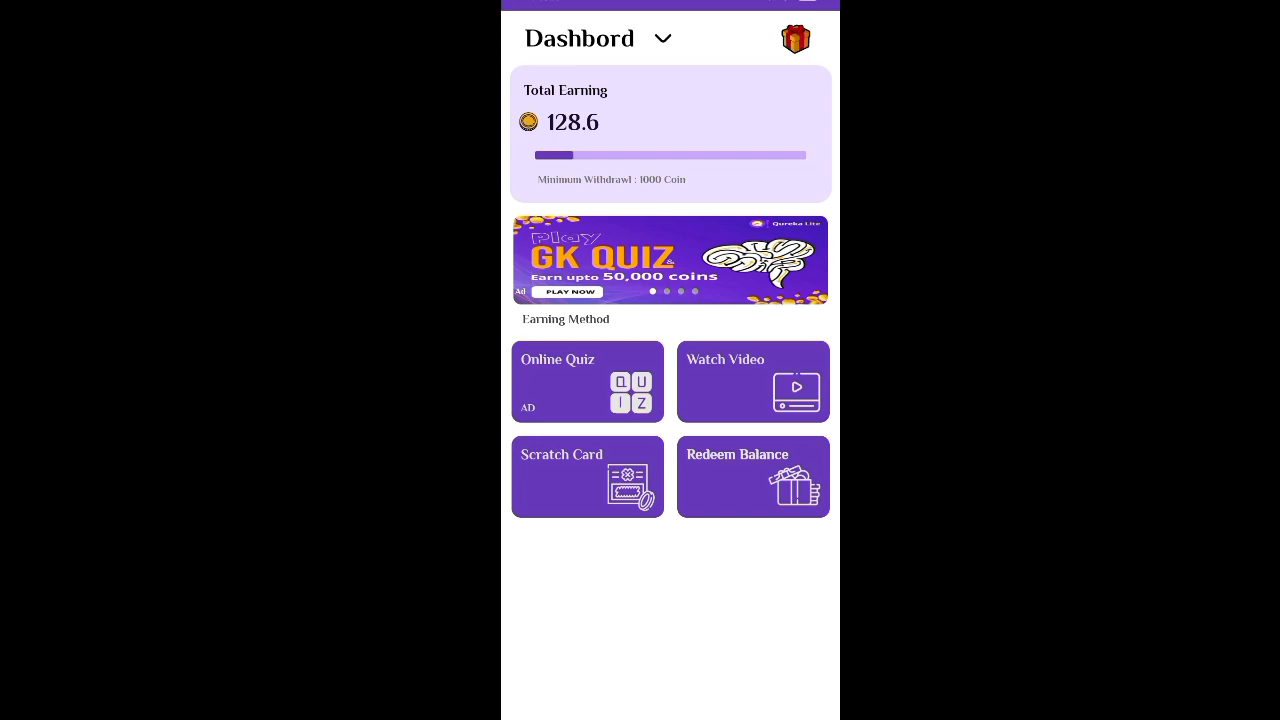 Dashbord
Total Earning
128.6
Minimum Withdrawl : 1000 Coin
Qureka Lite
Play
GK QUIZ
&
Earn upto 50,000 coins
Ad
PLAY NOW
Earning Method
Online Quiz
Q U
I Z
AD
Watch Video
Scratch Card
Redeem Balance